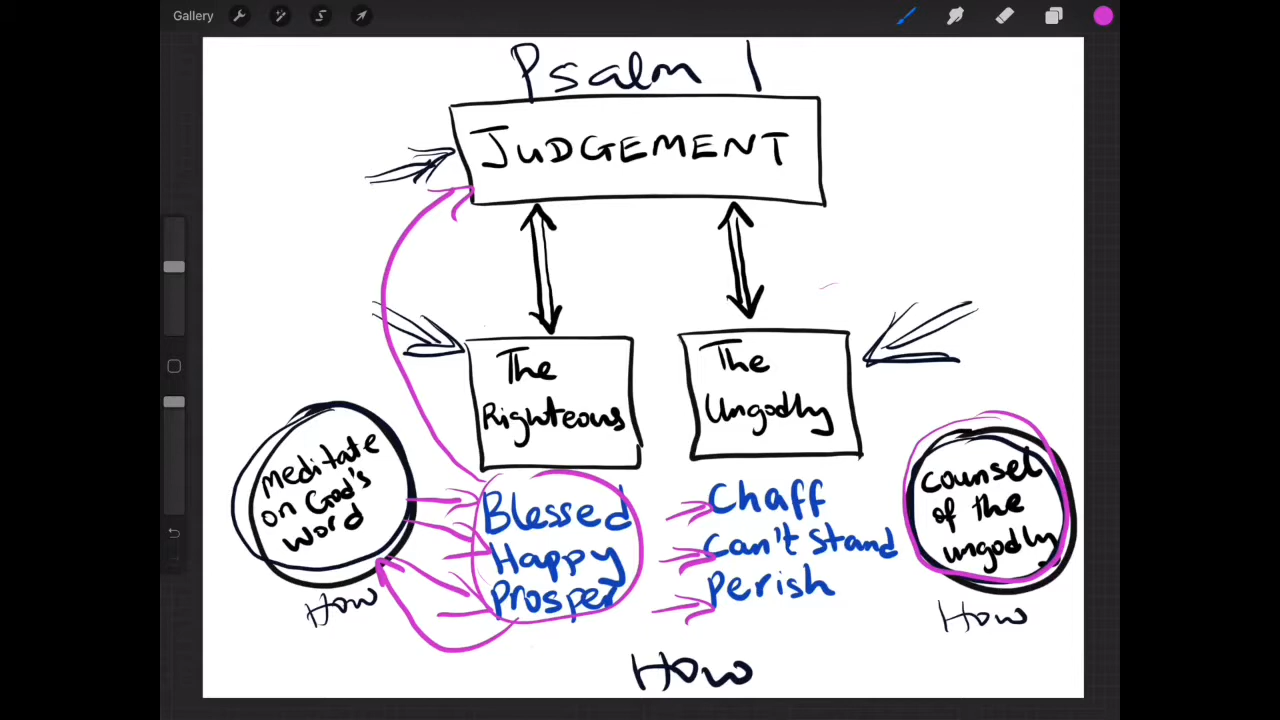 Gallery
Psalm 1
JUDGEMENT
The
Righteous
The
Ungodly
meditate
on God's
word
How
Blessed
Happy
Prosper
Chaff
Can't Stand
Perish
counsel
of the
ungodly
How
How